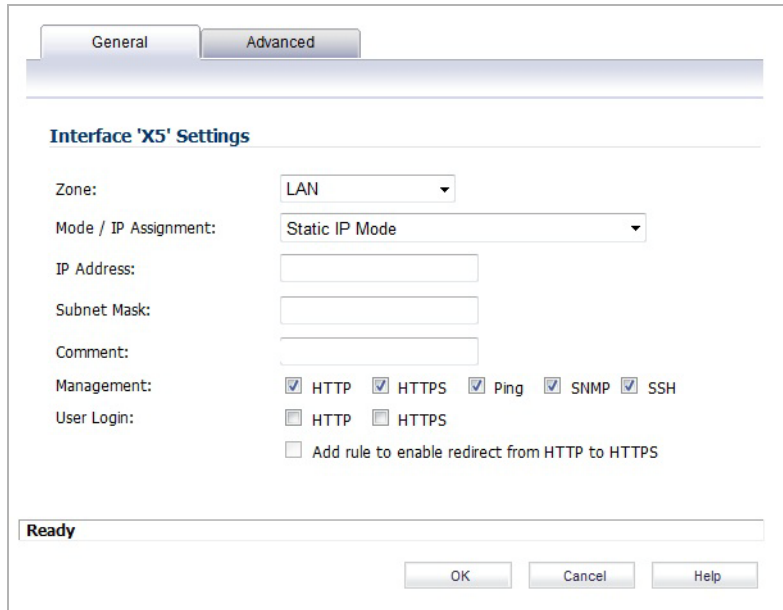 General Advanced
Interface 'X5' Settings
Zone: LAN
Mode / IP Assignment: Static IP Mode
IP Address:
Subnet Mask:
Comment:
Management: HTTP HTTPS Ping SNMP SSH
User Login: HTTP HTTPS
Add rule to enable redirect from HTTP to HTTPS
Ready
OK Cancel Help